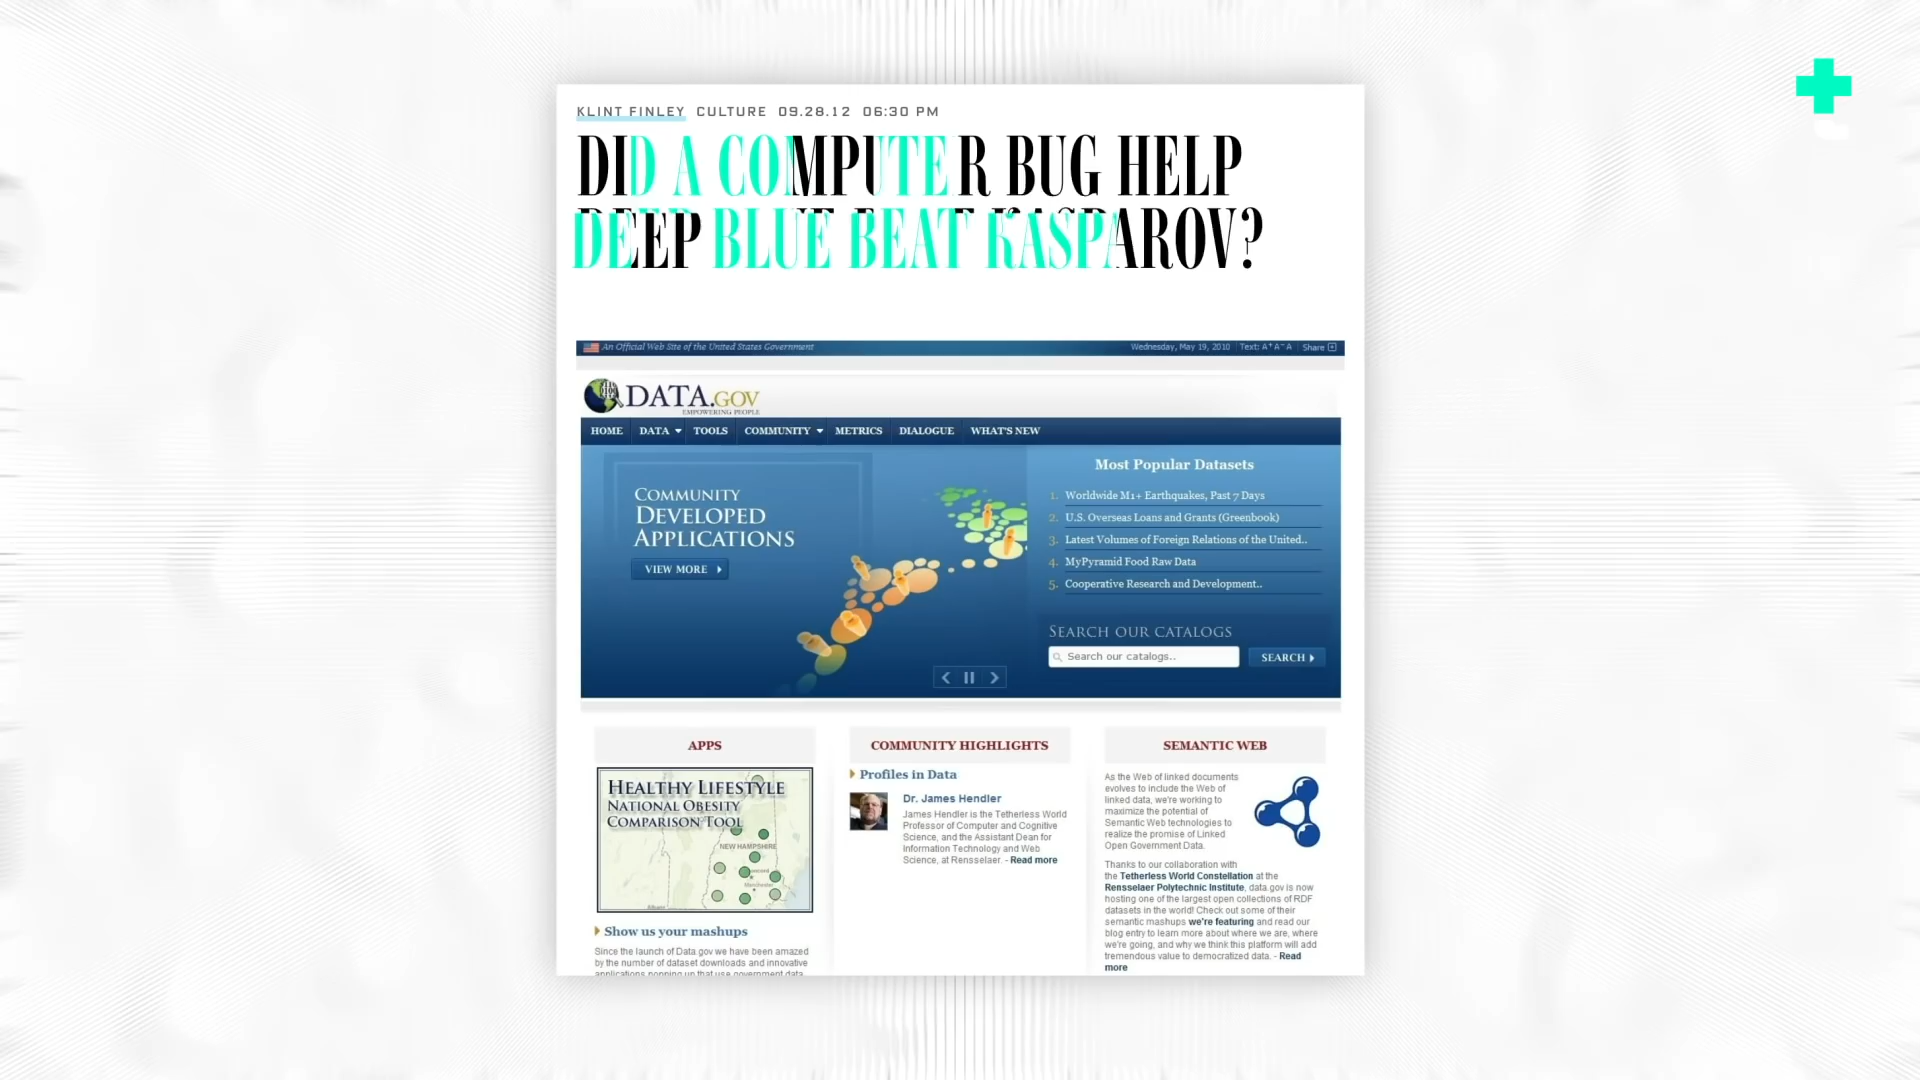 KLINT FINLEY CULTURE 09.28.12 06:30 PM
DID A COMPUTER BUG HELP
DEEP BLUE BEAT KASPAROV?
An Official Web Site of the United States Government
Wednesday, May 19, 2010 Text: A+ A- A Share
DATA.GOV
EMPOWERING PEOPLE
HOME DATA TOOLS COMMUNITY METRICS DIALOGUE WHAT'S NEW
COMMUNITY
DEVELOPED
APPLICATIONS
VIEW MORE
Most Popular Datasets
1. Worldwide M1+ Earthquakes, Past 7 Days
2. U.S. Overseas Loans and Grants (Greenbook)
3. Latest Volumes of Foreign Relations of the United..
4. MyPyramid Food Raw Data
5. Cooperative Research and Development..
SEARCH OUR CATALOGS
Search our catalogs..
SEARCH
APPS
HEALTHY LIFESTYLE
NATIONAL OBESITY
COMPARISON TOOL
NEW HAMPSHIRE
Manchester
Show us your mashups
Since the launch of Data.gov we have been amazed
by the number of dataset downloads and innovative
applications popping up that use government data
COMMUNITY HIGHLIGHTS
Profiles in Data
Dr. James Hendler
James Hendler is the Tetherless World
Professor of Computer and Cognitive
Science, and the Assistant Dean for
Information Technology and Web
Science, at Rensselaer. - Read more
SEMANTIC WEB
As the Web of linked documents
evolves to include the Web of
linked data, we're working to
maximize the potential of
Semantic Web technologies to
realize the promise of Linked
Open Government Data.
Thanks to our collaboration with
the Tetherless World Constellation at the
Rensselaer Polytechnic Institute, data.gov is now
hosting one of the largest open collections of RDF
datasets in the world! Check out some of their
semantic mashups we're featuring and read our
blog entry to learn more about where we are, where
we're going, and why we think this platform will add
tremendous value to democratized data. - Read
more